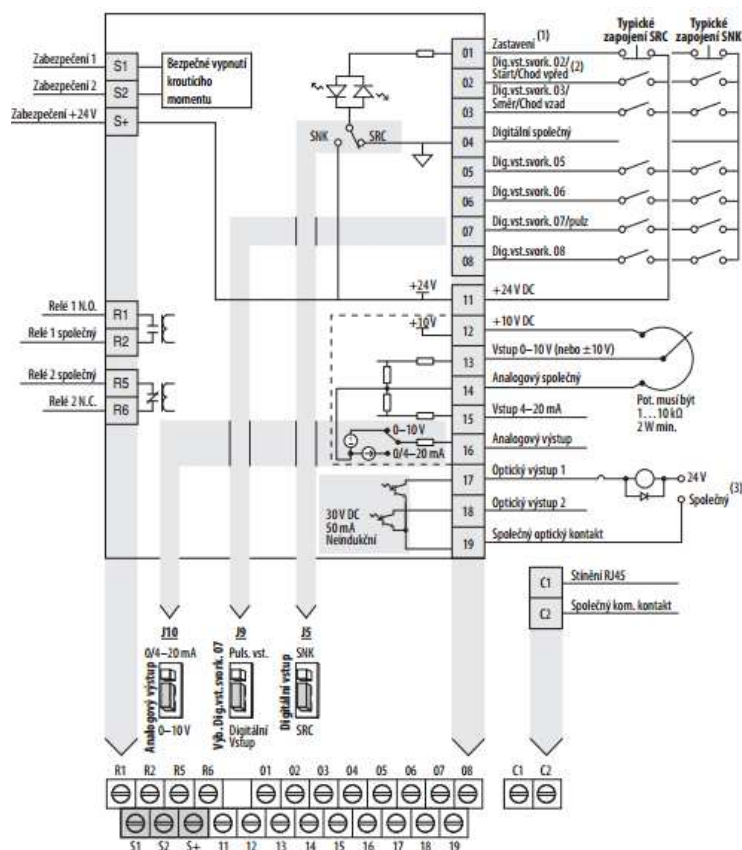 Zabezpečení 1
S1
Bezpečné vypnutí
krouticího
momentu
Zabezpečení 2
S2
Zabezpečení +24 V
S+
SNK
SRC
+24 V
+10V
01
Zastavení (1)
02
Dig.vst.svork. 02/
Start/Chod vpřed (2)
03
Dig.vst.svork. 03/
Směr/Chod vzad
04
Digitální společný
05
Dig.vst.svork. 05
06
Dig.vst.svork. 06
07
Dig.vst.svork. 07/pulz
08
Dig.vst.svork. 08
11
+24V DC
12
+10 V DC
13
Vstup 0–10 V (nebo ±10 V)
14
Analogový společný
15
Vstup 4–20 mA
16
Analogový výstup
17
Optický výstup 1
18
Optický výstup 2
19
Společný optický kontakt
Typické
zapojení SRC
Typické
zapojení SNK
Pot. musí být
1…10 kΩ
2 W min.
24 V
Společný (3)
Relé 1 N.O.
R1
Relé 1 společný
R2
Relé 2 společný
R5
Relé 2 N.C.
R6
0–10 V
0/4–20 mA
30 V DC
50 mA
Neindukční
C1
Stínění RJ45
C2
Společný kom. kontakt
J10
0/4–20 mA
Analogový výstup
0–10 V
J9
Puls. vst.
Výb. Dig.vst.svork. 07
Digitální
Vstup
J5
SNK
Digitální vstup
SRC
R1 R2 R5 R6 01 02 03 04 05 06 07 08 C1 C2
S1 S2 S+ 11 12 13 14 15 16 17 18 19